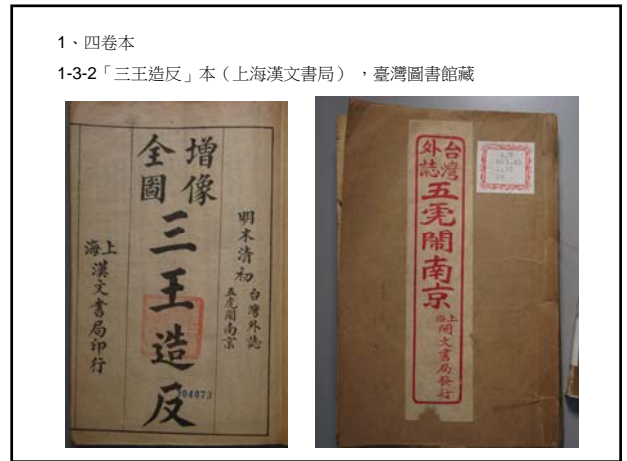 1、四卷本
1-3-2「三王造反」本（上海漢文書局），臺灣圖書館藏
明末清初
台灣外誌
五虎鬧南京
增像全圖
三王造反
上海漢文書局印行
台灣外誌
五虎鬧南京
上海開文書局發行